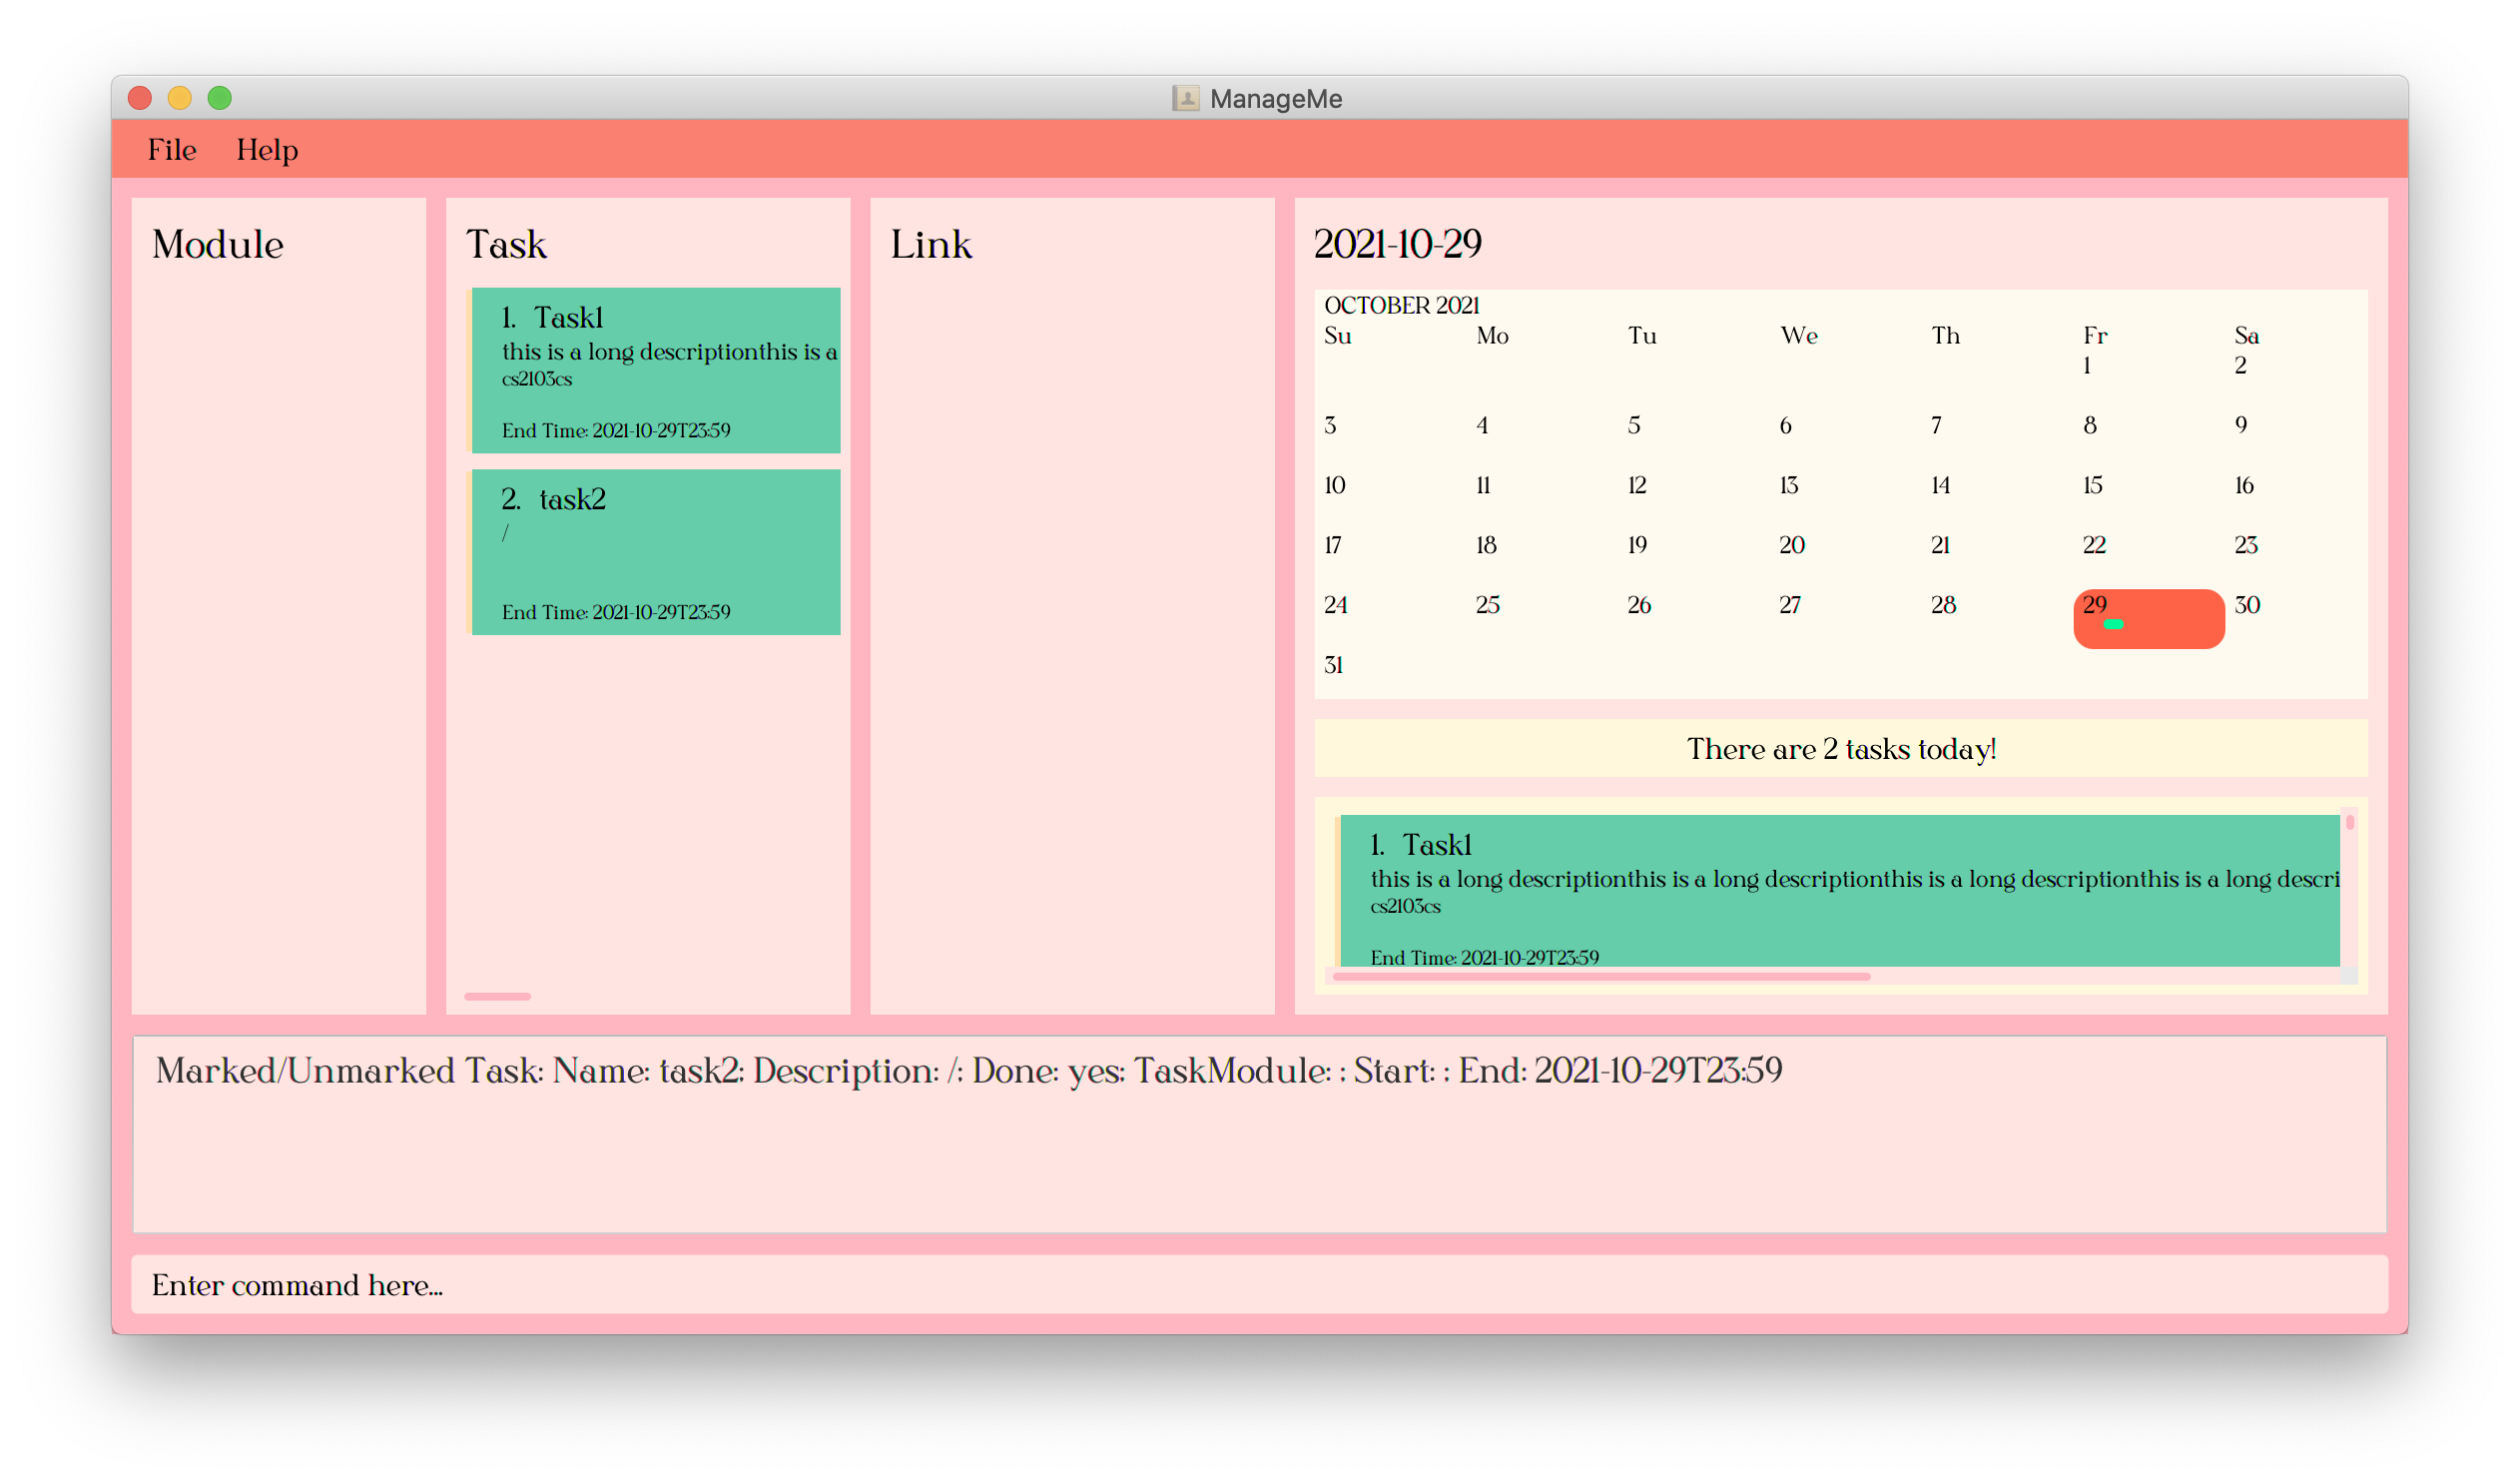 ManageMe
File Help
Module
Task
1. Task1
this is a long descriptionthis is a
cs2103cs
End Time: 2021-10-29T23:59
2. task2
/
End Time: 2021-10-29T23:59
Link
2021-10-29
OCTOBER 2021
Su Mo Tu We Th Fr Sa
1 2
3 4 5 6 7 8 9
10 11 12 13 14 15 16
17 18 19 20 21 22 23
24 25 26 27 28 29 30
31
There are 2 tasks today!
1. Task1
this is a long descriptionthis is a long descriptionthis is a long descriptionthis is a long descri
cs2103cs
End Time: 2021-10-29T23:59
Marked/Unmarked Task: Name: task2; Description: /; Done: yes; TaskModule: ; Start: ; End: 2021-10-29T23:59
Enter command here...